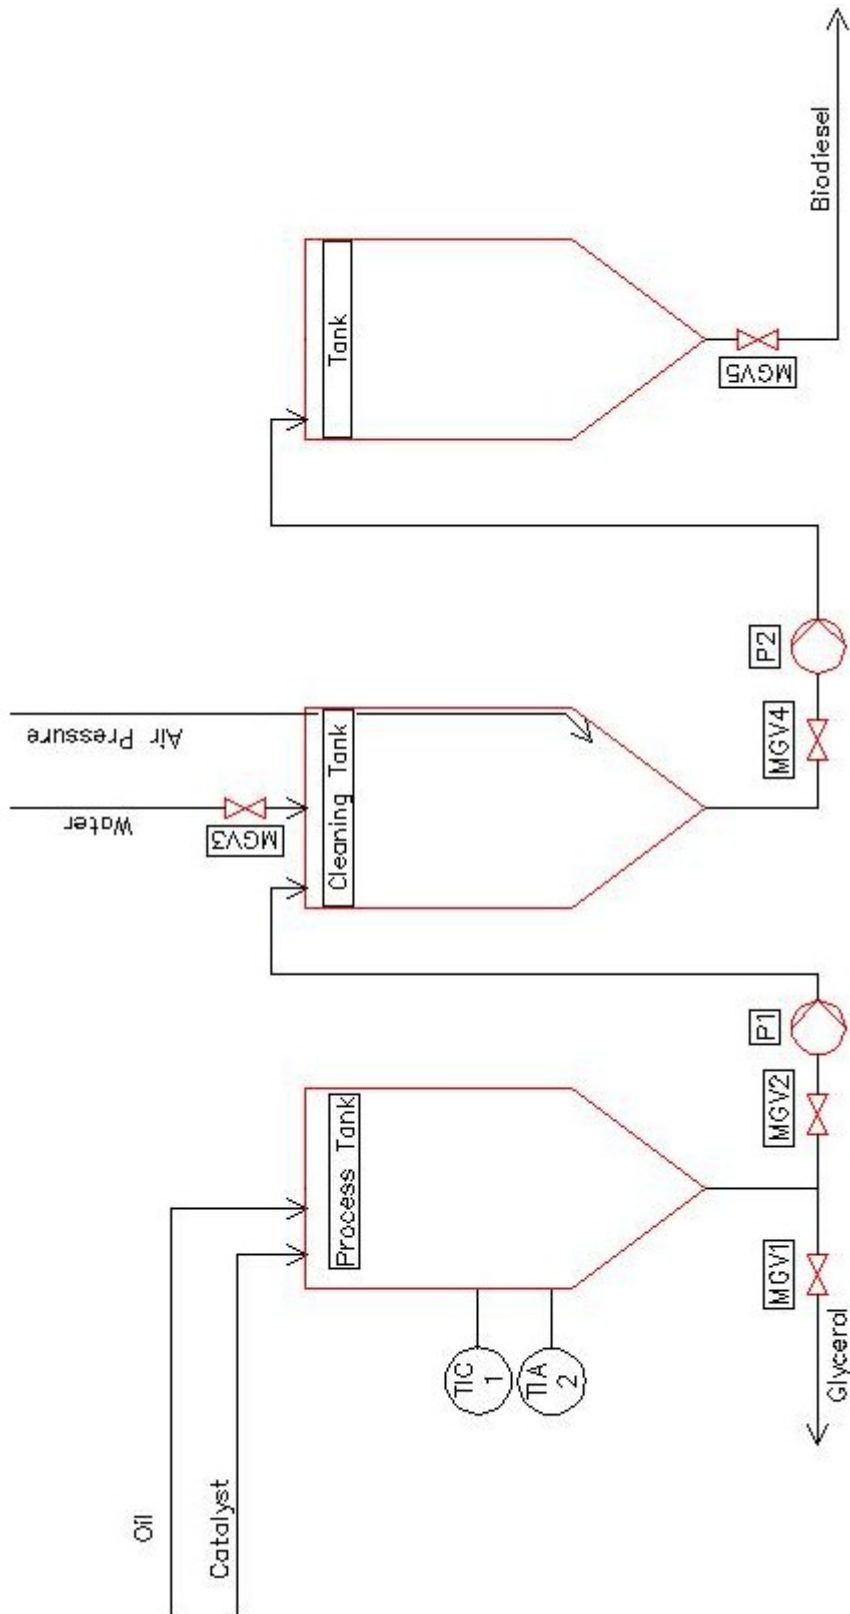 Oil
Catalyst
TIC
1
TIA
2
Process Tank
MGV1
Glycerol
MGV2
P1
Water
MGV3
Air Pressure
Cleaning Tank
MGV4
P2
Tank
MGV5
Biodiesel